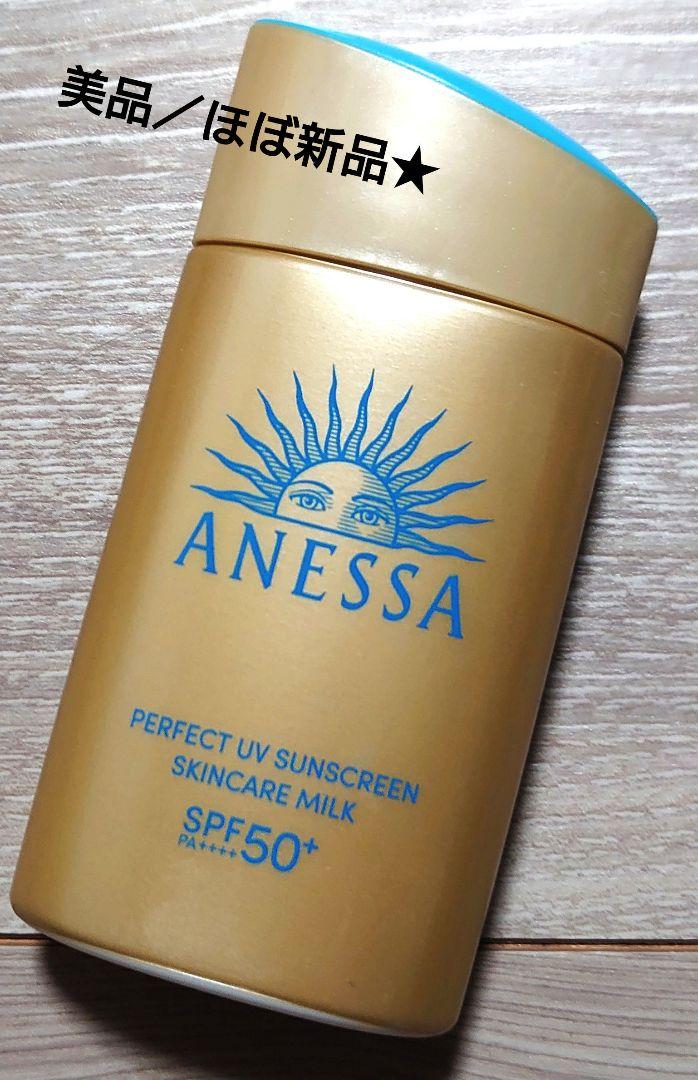 美品／ほぼ新品★
ANESSA
PERFECT UV SUNSCREEN
SKINCARE MILK
SPF50+
PA++++